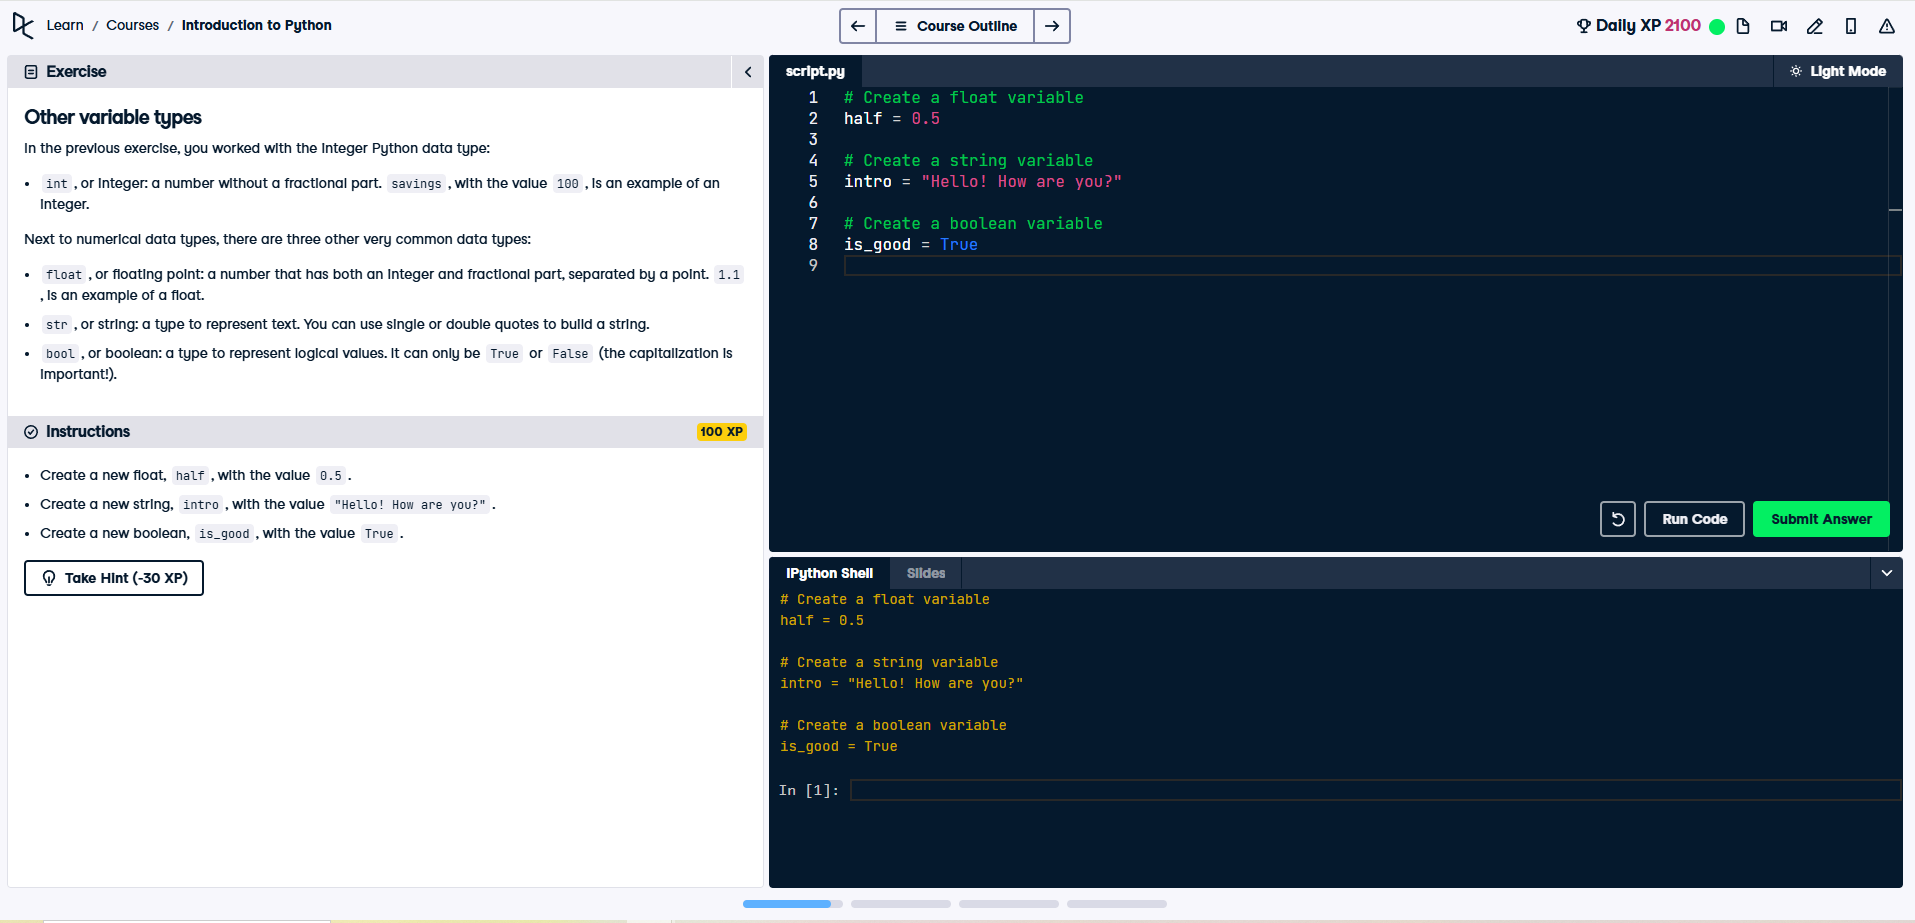 Learn / Courses / Introduction to Python
Course Outline
Daily XP 2100
Exercise
Other variable types
In the previous exercise, you worked with the integer Python data type:
• int, or integer: a number without a fractional part. savings, with the value 100, is an example of an
integer.
Next to numerical data types, there are three other very common data types:
• float, or floating point: a number that has both an integer and fractional part, separated by a point. 1.1
, is an example of a float.
• str, or string: a type to represent text. You can use single or double quotes to build a string.
• bool, or boolean: a type to represent logical values. It can only be True or False (the capitalization is
important!).
Instructions
100 XP
• Create a new float, half, with the value 0.5.
• Create a new string, intro, with the value "Hello! How are you?".
• Create a new boolean, is_good, with the value True.
Take Hint (-30 XP)
script.py
Light Mode
1 # Create a float variable
2 half = 0.5
3
4 # Create a string variable
5 intro = "Hello! How are you?"
6
7 # Create a boolean variable
8 is_good = True
9
Run Code
Submit Answer
IPython Shell
Slides
# Create a float variable
half = 0.5
# Create a string variable
intro = "Hello! How are you?"
# Create a boolean variable
is_good = True
In [1]: